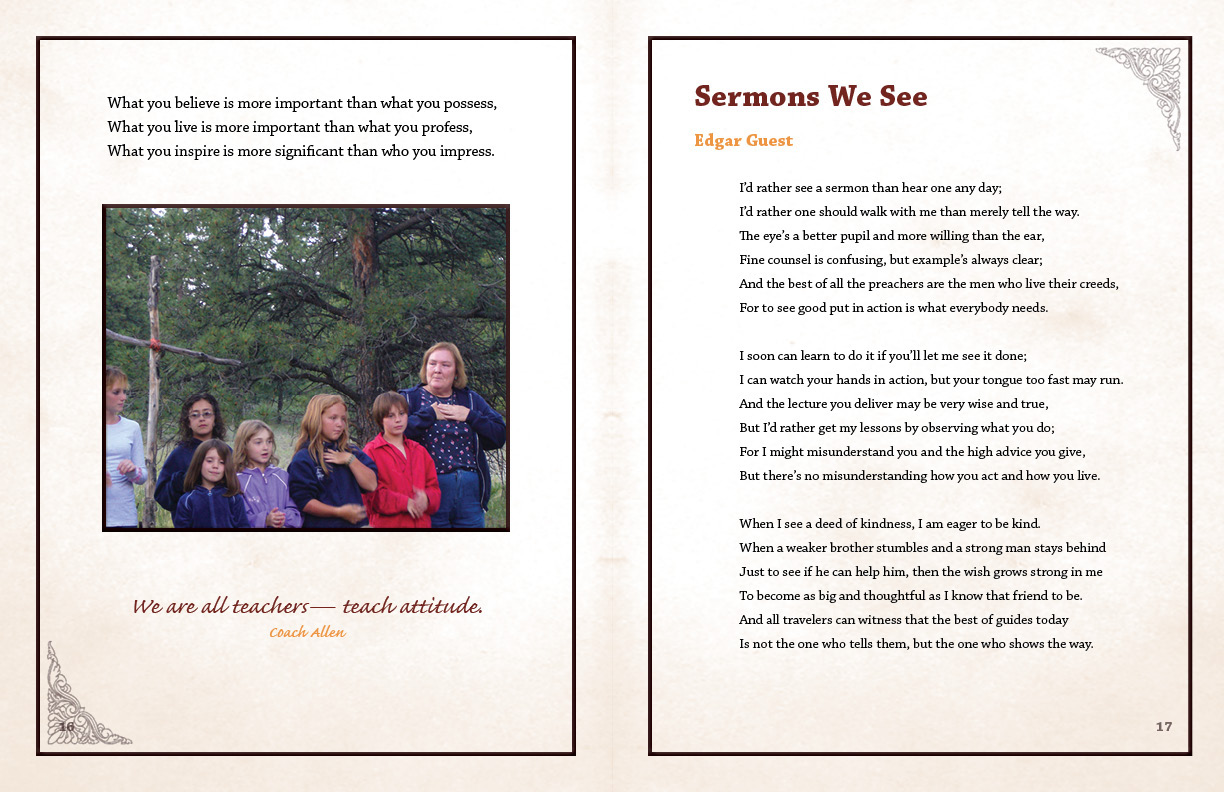 What you believe is more important than what you possess,
What you live is more important than what you profess,
What you inspire is more significant than who you impress.
We are all teachers— teach attitude.
Coach Allen
16
Sermons We See
Edgar Guest
I’d rather see a sermon than hear one any day;
I’d rather one should walk with me than merely tell the way.
The eye’s a better pupil and more willing than the ear,
Fine counsel is confusing, but example’s always clear;
And the best of all the preachers are the men who live their creeds,
For to see good put in action is what everybody needs.
I soon can learn to do it if you’ll let me see it done;
I can watch your hands in action, but your tongue too fast may run.
And the lecture you deliver may be very wise and true,
But I’d rather get my lessons by observing what you do;
For I might misunderstand you and the high advice you give,
But there’s no misunderstanding how you act and how you live.
When I see a deed of kindness, I am eager to be kind.
When a weaker brother stumbles and a strong man stays behind
Just to see if he can help him, then the wish grows strong in me
To become as big and thoughtful as I know that friend to be.
And all travelers can witness that the best of guides today
Is not the one who tells them, but the one who shows the way.
17